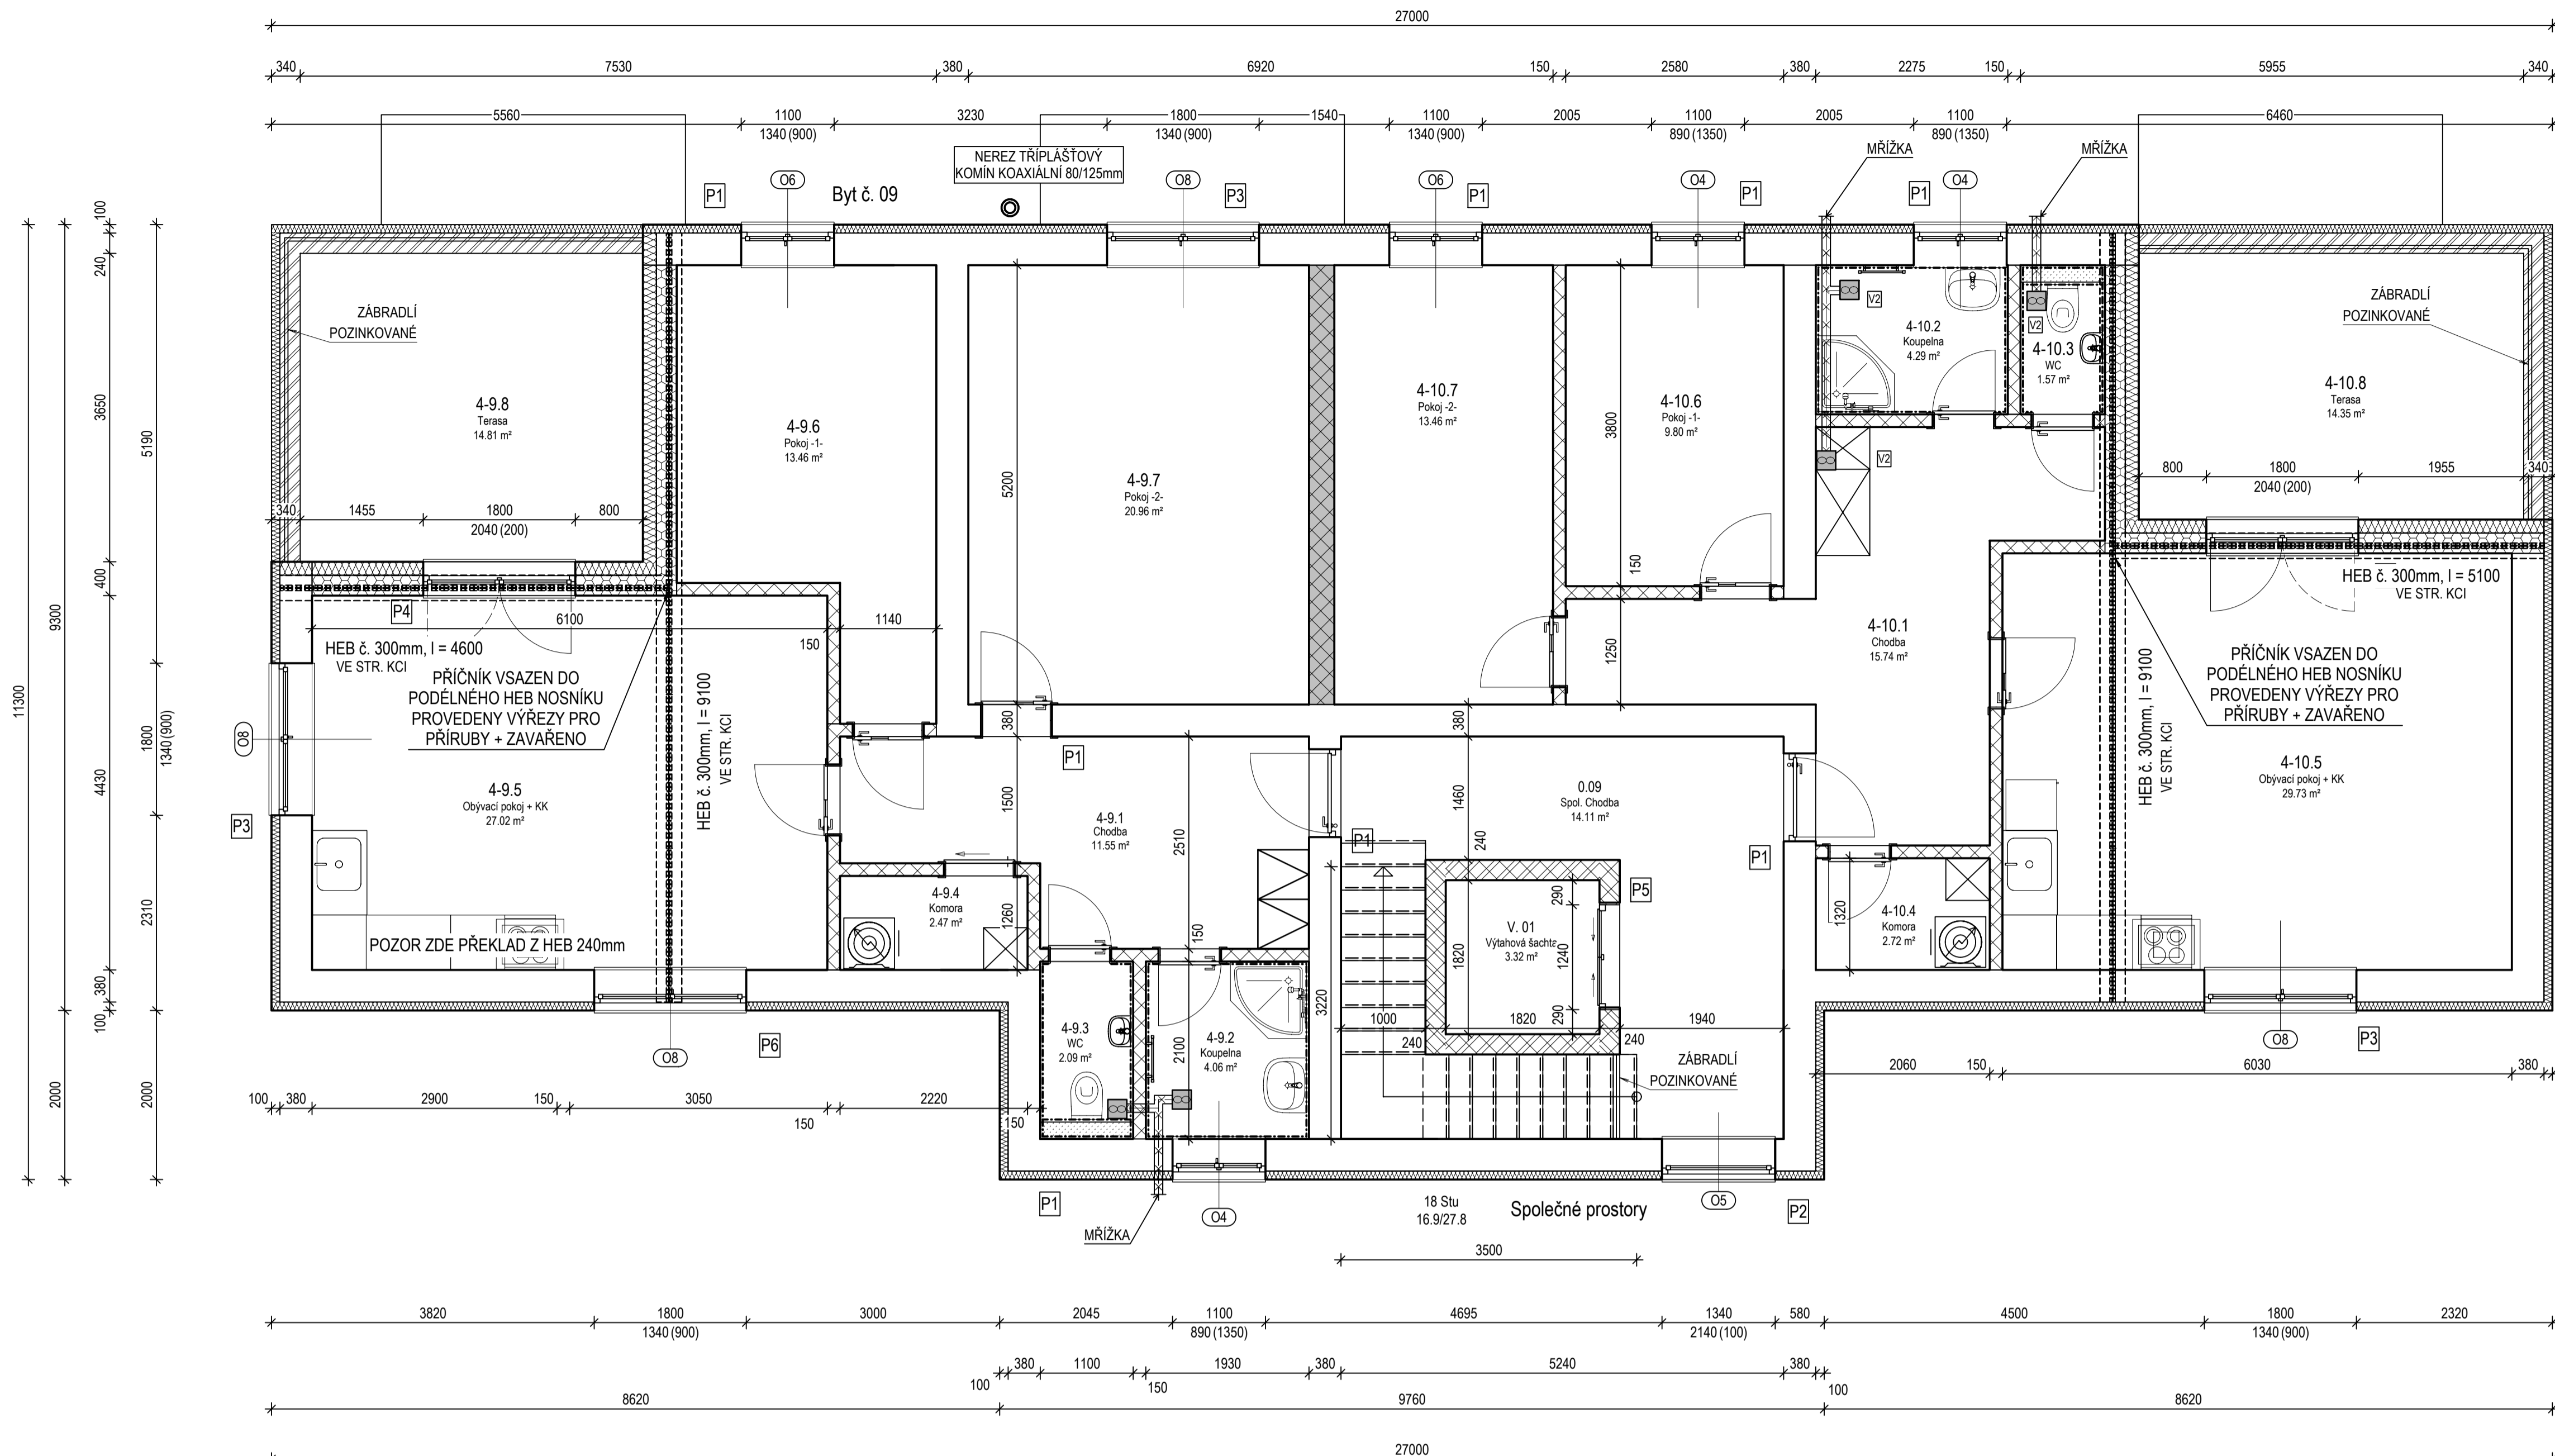 27000
340 7530 380 6920 150 2580 380 2275 150 5955 340
5560 1100 3230 1800 1540 1100 2005 1100 2005 1100 6460
1340 (900) 1340 (900) 1340 (900) 890 (1350) 890 (1350)
NEREZ TŘÍPLÁŠŤOVÝ
KOMÍN KOAXIÁLNÍ 80/125mm
MŘÍŽKA MŘÍŽKA
P1 O6 Byt č. 09 O8 P3 O6 P1 O4 P1 P1 O4
100
240
3650
400
4430
2310
380
100
5190
1800
1340 (900)
2000
9300
2000
11300
ZÁBRADLÍ
POZINKOVANÉ
4-9.8
Terasa
14.81 m²
340 1455 1800 800
2040 (200)
P4
6100
150
1140
HEB č. 300mm, l = 4600
VE STR. KCI
PŘÍČNÍK VSAZEN DO
PODÉLNÉHO HEB NOSNÍKU
PROVEDENY VÝŘEZY PRO
PŘÍRUBY + ZAVAŘENO
HEB č. 300mm, l = 9100
VE STR. KCI
O8
P3
4-9.5
Obývací pokoj + KK
27.02 m²
POZOR ZDE PŘEKLAD Z HEB 240mm
O8
P6
4-9.6
Pokoj -1-
13.46 m²
5200
4-9.7
Pokoj -2-
20.96 m²
380
P1
1500
2510
4-9.1
Chodba
11.55 m²
4-9.4
Komora
2.47 m²
1260
150
4-9.3
WC
2.09 m²
2100
4-9.2
Koupelna
4.06 m²
P1
MŘÍŽKA
O4
4-10.7
Pokoj -2-
13.46 m²
3800
150
1250
4-10.6
Pokoj -1-
9.80 m²
V2
4-10.2
Koupelna
4.29 m²
V2
4-10.3
WC
1.57 m²
V2
ZÁBRADLÍ
POZINKOVANÉ
4-10.8
Terasa
14.35 m²
800 1800 1955 340
2040 (200)
HEB č. 300mm, l = 5100
VE STR. KCI
4-10.1
Chodba
15.74 m²
HEB č. 300mm, l = 9100
VE STR. KCI
PŘÍČNÍK VSAZEN DO
PODÉLNÉHO HEB NOSNÍKU
PROVEDENY VÝŘEZY PRO
PŘÍRUBY + ZAVAŘENO
4-10.5
Obývací pokoj + KK
29.73 m²
380
1460
240
0.09
Spol. Chodba
14.11 m²
P1
P1
P5
290
V. 01
Výtahová šachta
3.32 m²
1820
1240
290
3220
1000 1820 1940
240 240
ZÁBRADLÍ
POZINKOVANÉ
1320
4-10.4
Komora
2.72 m²
O8
P3
2060 150 6030 380
100 380 2900 150 3050 150 2220 150
18 Stu
16.9/27.8
Společné prostory
O5
P2
3500
3820 1800 3000 2045 1100 4695 1340 580 4500 1800 2320
1340 (900) 890 (1350) 2140 (100) 1340 (900)
100 380 1100 150 1930 380 5240 380 100
8620 9760 8620
27000